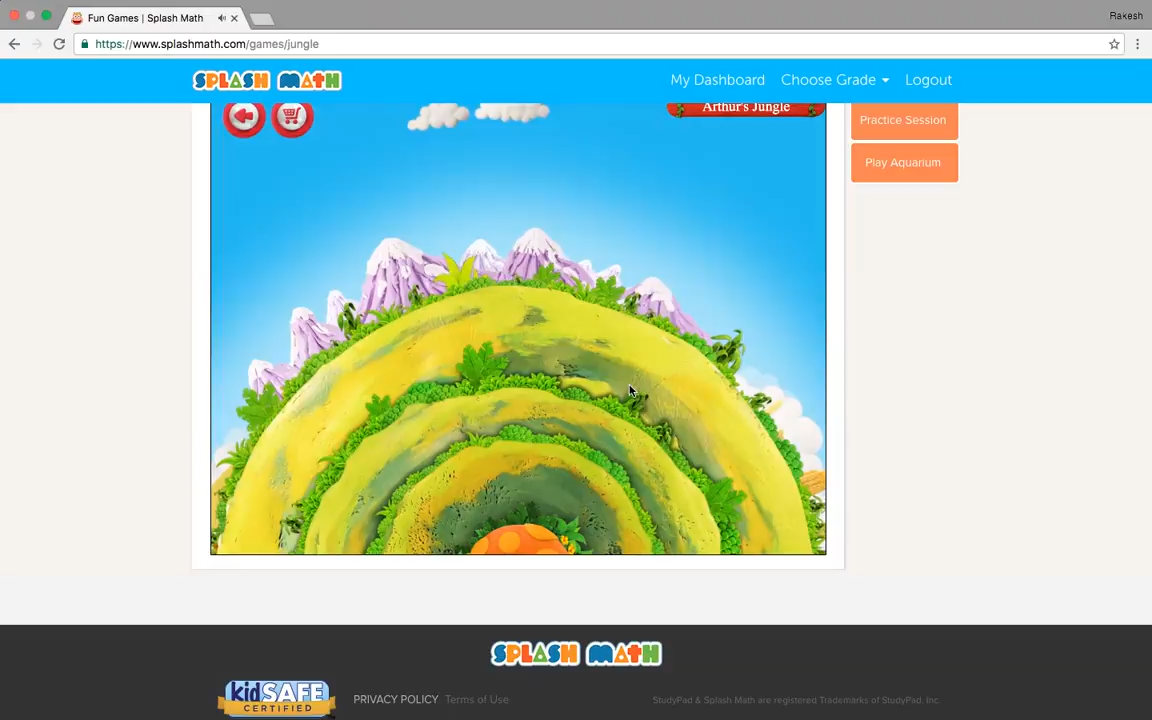 Fun Games | Splash Math
Rakesh
https://www.splashmath.com/games/jungle
SPLASH MATH
My Dashboard Choose Grade Logout
Arthur's Jungle
Practice Session
Play Aquarium
SPLASH MATH
kidSAFE
CERTIFIED
PRIVACY POLICY Terms of Use
StudyPad & Splash Math are registered Trademarks of StudyPad, Inc.